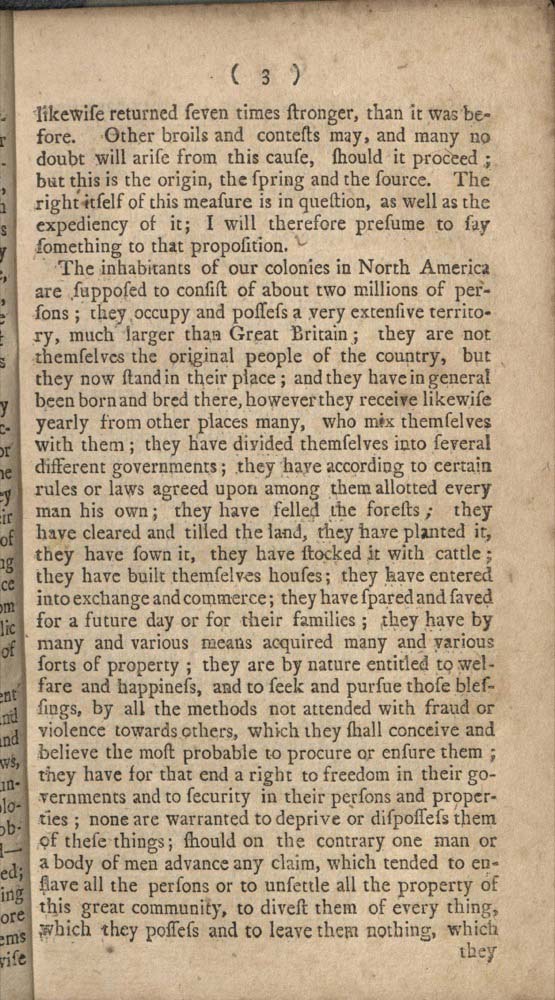 ( 3 )
likewiſe returned ſeven times ſtronger, than it was be-
fore. Other broils and conteſts may, and many no
doubt will ariſe from this cauſe, ſhould it proceed ;
but this is the origin, the ſpring and the ſource. The
right itſelf of this meaſure is in queſtion, as well as the
expediency of it; I will therefore preſume to ſay
ſomething to that propoſition.
The inhabitants of our colonies in North America
are ſuppoſed to conſiſt of about two millions of per-
ſons ; they occupy and poſſeſs a very extenſive territo-
ry, much larger than Great Britain ; they are not
themſelves the original people of the country, but
they now ſtand in their place ; and they have in general
been born and bred there, however they receive likewiſe
yearly from other places many, who mix themſelves
with them ; they have divided themſelves into ſeveral
different governments ; they have according to certain
rules or laws agreed upon among them allotted every
man his own ; they have felled the foreſts ; they
have cleared and tilled the land, they have planted it,
they have ſown it, they have ſtocked it with cattle ;
they have built themſelves houſes ; they have entered
into exchange and commerce ; they have ſpared and ſaved
for a future day or for their families ; they have by
many and various means acquired many and various
ſorts of property ; they are by nature entitled to wel-
fare and happineſs, and to ſeek and purſue thoſe bleſ-
ſings, by all the methods not attended with fraud or
violence towards others, which they ſhall conceive and
believe the moſt probable to procure or enſure them ;
they have for that end a right to freedom in their go-
vernments and to ſecurity in their perſons and proper-
ties ; none are warranted to deprive or diſpoſſeſs them
of theſe things ; ſhould on the contrary one man or
a body of men advance any claim, which tended to en-
ſlave all the perſons or to unſettle all the property of
this great community, to diveſt them of every thing,
which they poſſeſs and to leave them nothing, which
they